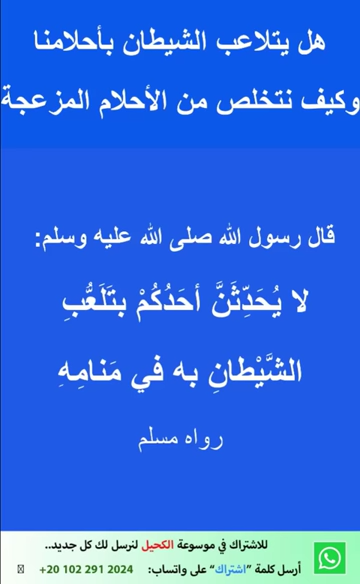 هل يتلاعب الشيطان بأحلامنا
وكيف نتخلص من الأحلام المزعجة
قال رسول الله صلى الله عليه وسلم:
لا يُحَدِّثَنَّ أحَدُكُمْ بتَلَعُّبِ
الشَّيْطانِ به في مَنامِهِ
رواه مسلم
للاشتراك في موسوعة الكحيل لنرسل لك كل جديد..
أرسل كلمة "اشتراك" على واتساب: +20 102 291 2024